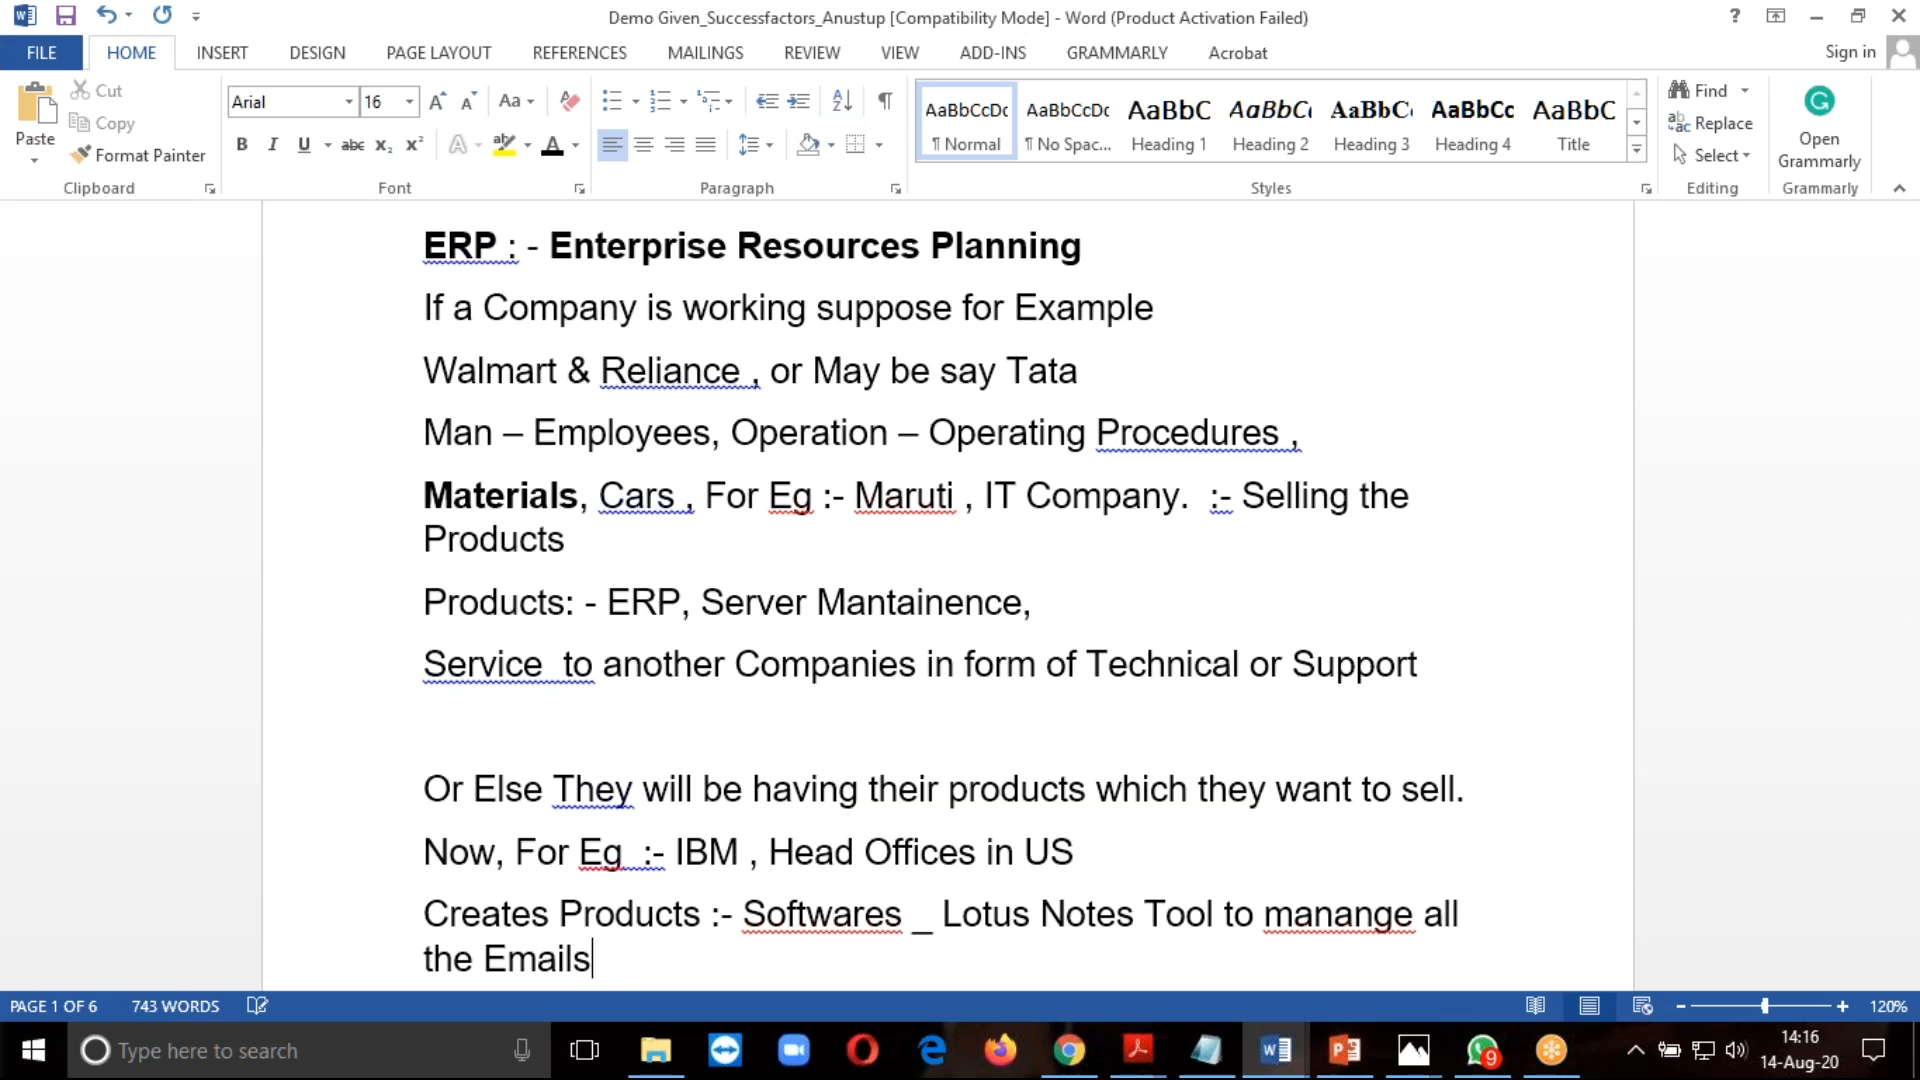 Demo Given_Successfactors_Anustup [Compatibility Mode] - Word (Product Activation Failed)
FILE HOME INSERT DESIGN PAGE LAYOUT REFERENCES MAILINGS REVIEW VIEW ADD-INS GRAMMARLY Acrobat Sign in
Paste
Cut
Copy
Format Painter
Clipboard
Arial 16
Font
Paragraph
AaBbCcDc AaBbCcDc AaBbC AaBbCc AaBbCc AaBbCc AaBbC
¶ Normal ¶ No Spac... Heading 1 Heading 2 Heading 3 Heading 4 Title
Styles
Find
Replace
Select
Editing
Open
Grammarly
Grammarly
ERP : - Enterprise Resources Planning
If a Company is working suppose for Example
Walmart & Reliance , or May be say Tata
Man – Employees, Operation – Operating Procedures ,
Materials, Cars , For Eg :- Maruti , IT Company.  :- Selling the
Products
Products: - ERP, Server Mantainence,
Service  to another Companies in form of Technical or Support
Or Else They will be having their products which they want to sell.
Now, For Eg  :- IBM , Head Offices in US
Creates Products :- Softwares _ Lotus Notes Tool to manange all
the Emails
PAGE 1 OF 6 743 WORDS 120%
Type here to search
9
14:16
14-Aug-20